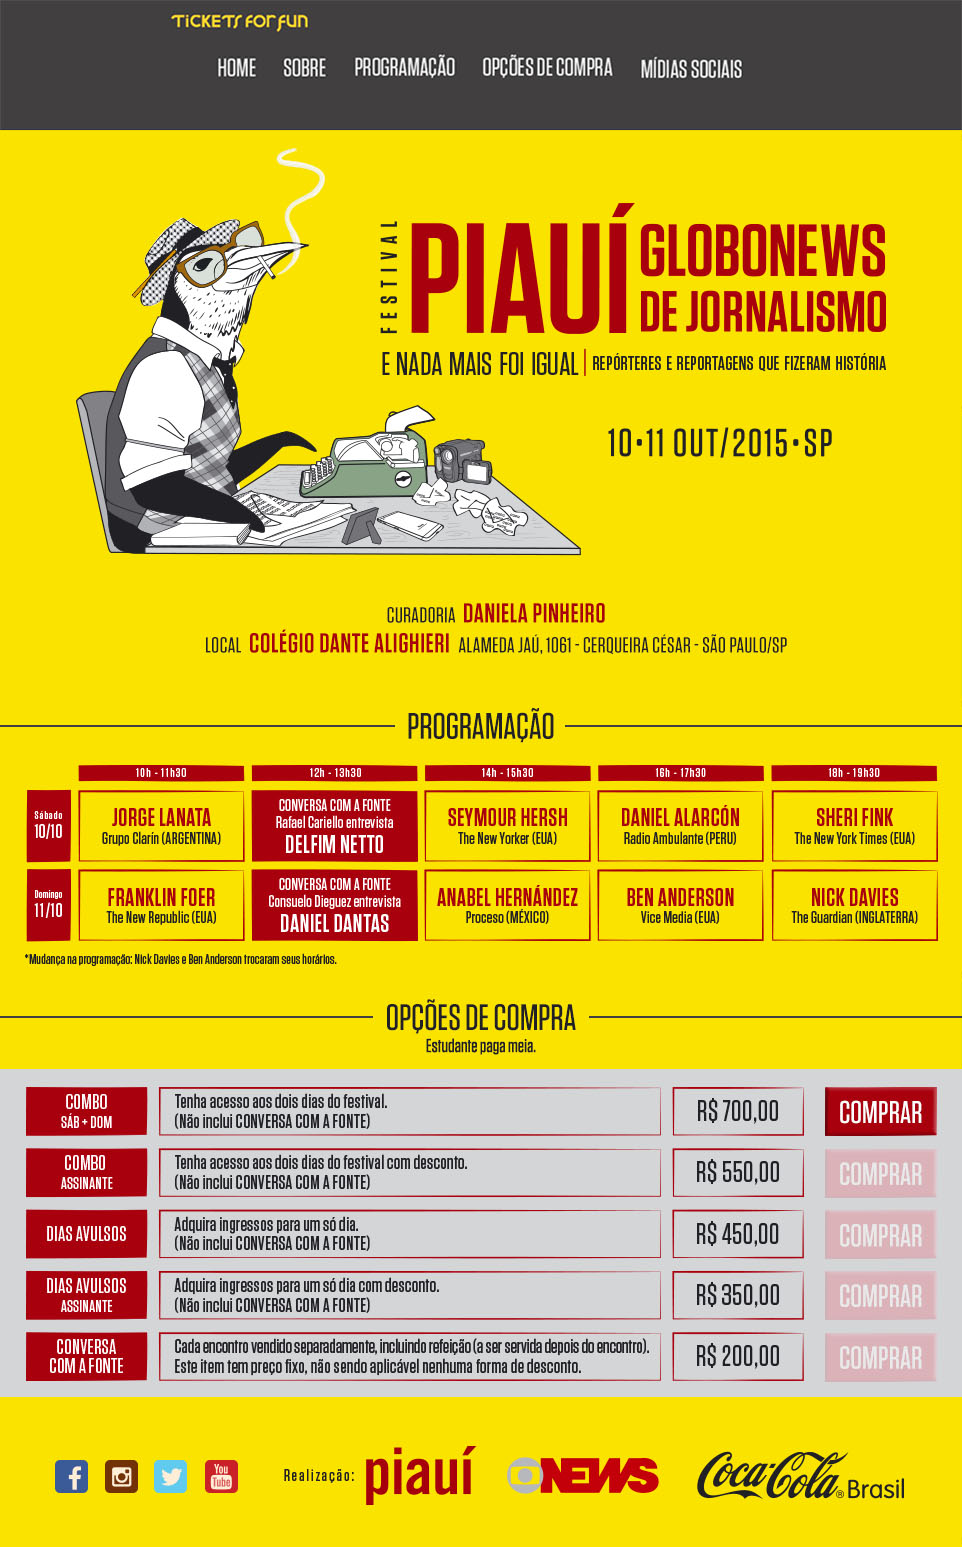 TICKETS FOR FUN
HOME SOBRE PROGRAMAÇÃO OPÇÕES DE COMPRA MÍDIAS SOCIAIS
FESTIVAL
PIAUÍ
GLOBONEWS
DE JORNALISMO
E NADA MAIS FOI IGUAL | REPÓRTERES E REPORTAGENS QUE FIZERAM HISTÓRIA
10•11 OUT/2015•SP
CURADORIA DANIELA PINHEIRO
LOCAL COLÉGIO DANTE ALIGHIERI ALAMEDA JAÚ, 1061 - CERQUEIRA CÉSAR - SÃO PAULO/SP
PROGRAMAÇÃO
10h - 11h30 12h - 13h30 14h - 15h30 16h - 17h30 18h - 19h30
Sábado
10/10
JORGE LANATA
Grupo Clarín (ARGENTINA)
CONVERSA COM A FONTE
Rafael Cariello entrevista
DELFIM NETTO
SEYMOUR HERSH
The New Yorker (EUA)
DANIEL ALARCÓN
Radio Ambulante (PERU)
SHERI FINK
The New York Times (EUA)
Domingo
11/10
FRANKLIN FOER
The New Republic (EUA)
CONVERSA COM A FONTE
Consuelo Dieguez entrevista
DANIEL DANTAS
ANABEL HERNÁNDEZ
Proceso (MÉXICO)
BEN ANDERSON
Vice Media (EUA)
NICK DAVIES
The Guardian (INGLATERRA)
*Mudança na programação: Nick Davies e Ben Anderson trocaram seus horários.
OPÇÕES DE COMPRA
Estudante paga meia.
COMBO
SÁB + DOM
Tenha acesso aos dois dias do festival.
(Não inclui CONVERSA COM A FONTE)
R$ 700,00
COMPRAR
COMBO
ASSINANTE
Tenha acesso aos dois dias do festival com desconto.
(Não inclui CONVERSA COM A FONTE)
R$ 550,00
COMPRAR
DIAS AVULSOS
Adquira ingressos para um só dia.
(Não inclui CONVERSA COM A FONTE)
R$ 450,00
COMPRAR
DIAS AVULSOS
ASSINANTE
Adquira ingressos para um só dia com desconto.
(Não inclui CONVERSA COM A FONTE)
R$ 350,00
COMPRAR
CONVERSA
COM A FONTE
Cada encontro vendido separadamente, incluindo refeição (a ser servida depois do encontro).
Este item tem preço fixo, não sendo aplicável nenhuma forma de desconto.
R$ 200,00
COMPRAR
You
Tube
Realização:
piauí
NEWS
Coca-Cola® Brasil